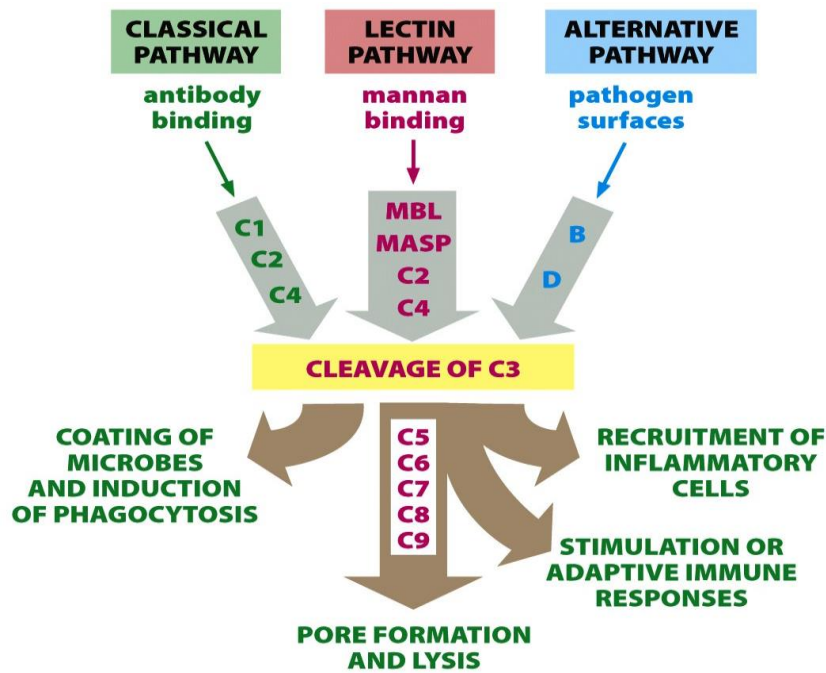 CLASSICAL
PATHWAY
LECTIN
PATHWAY
ALTERNATIVE
PATHWAY
antibody
binding
mannan
binding
pathogen
surfaces
C1
C2
C4
MBL
MASP
C2
C4
B
D
CLEAVAGE OF C3
COATING OF
MICROBES
AND INDUCTION
OF PHAGOCYTOSIS
C5
C6
C7
C8
C9
RECRUITMENT OF
INFLAMMATORY
CELLS
STIMULATION OR
ADAPTIVE IMMUNE
RESPONSES
PORE FORMATION
AND LYSIS